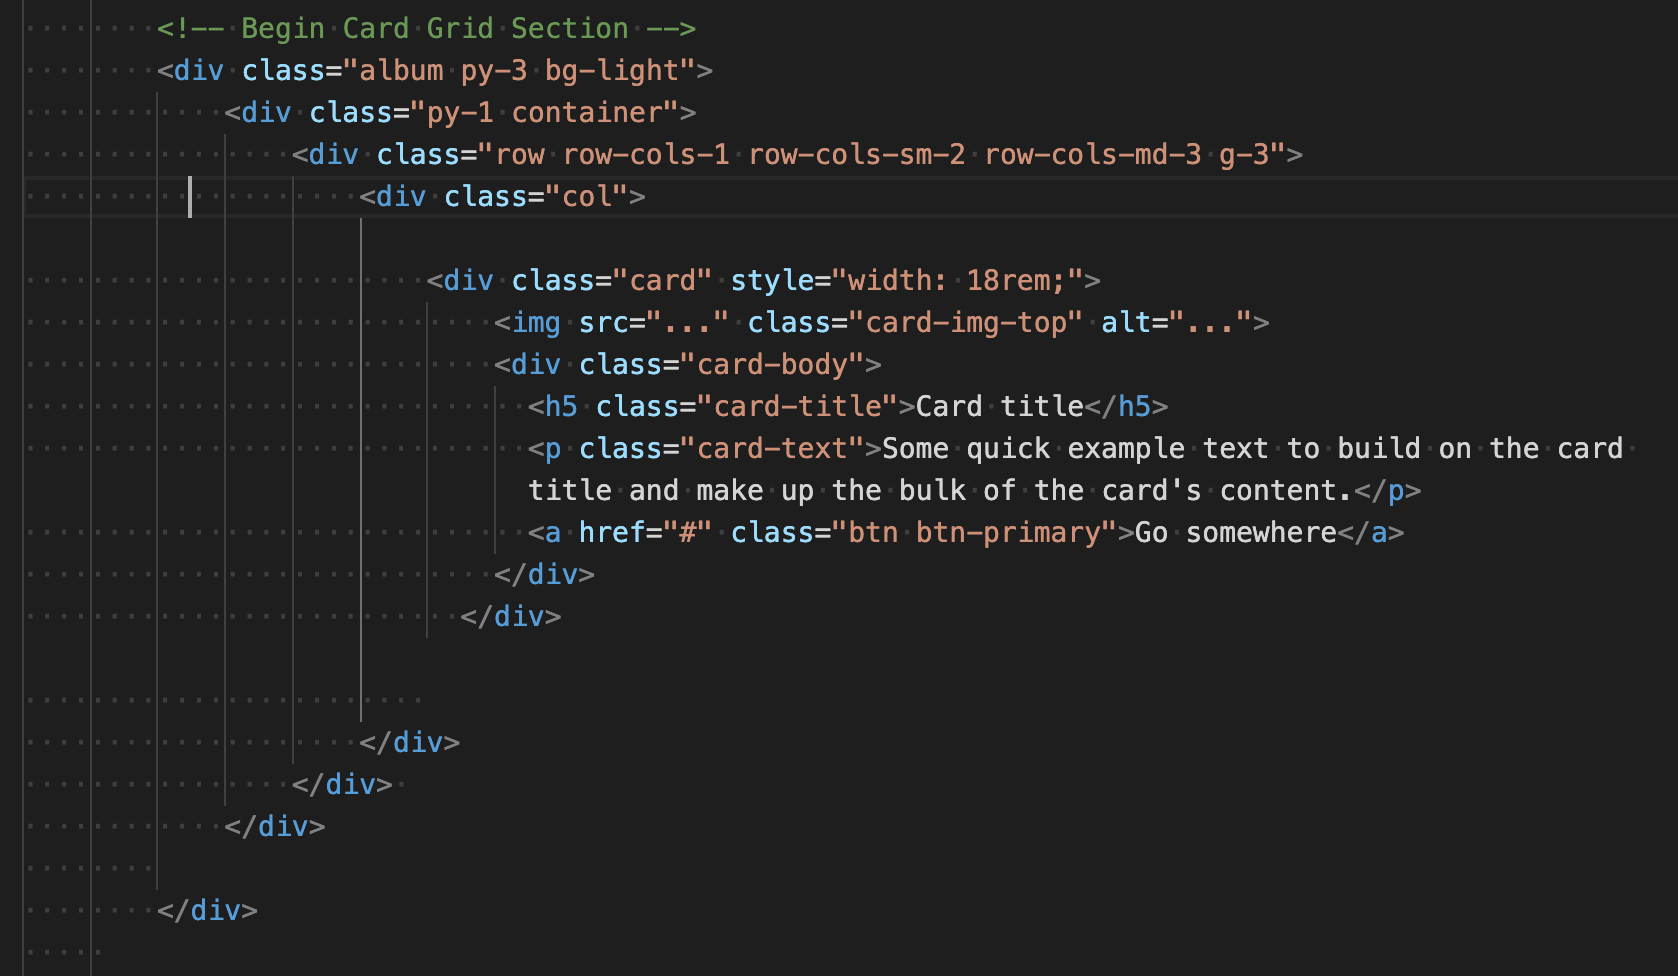 <!-- Begin Card Grid Section -->
<div class="album py-3 bg-light">
<div class="py-1 container">
<div class="row row-cols-1 row-cols-sm-2 row-cols-md-3 g-3">
<div class="col">
<div class="card" style="width: 18rem;">
<img src="..." class="card-img-top" alt="...">
<div class="card-body">
<h5 class="card-title">Card title</h5>
<p class="card-text">Some quick example text to build on the card
title and make up the bulk of the card's content.</p>
<a href="#" class="btn btn-primary">Go somewhere</a>
</div>
</div>
</div>
</div>
</div>
</div>